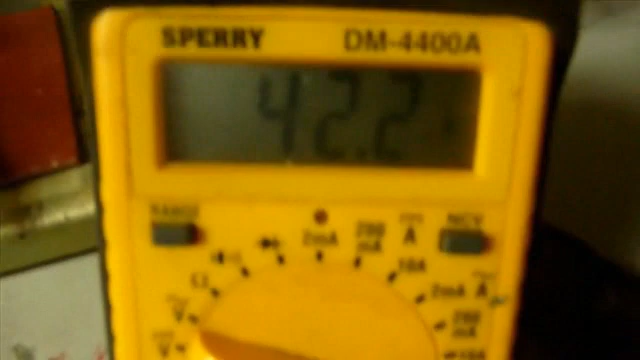 SPERRY DM-4400A
42.2
RANGE NCV
2mA
200 mA
A
10A
Ω
2mA A
V
200 mA
V